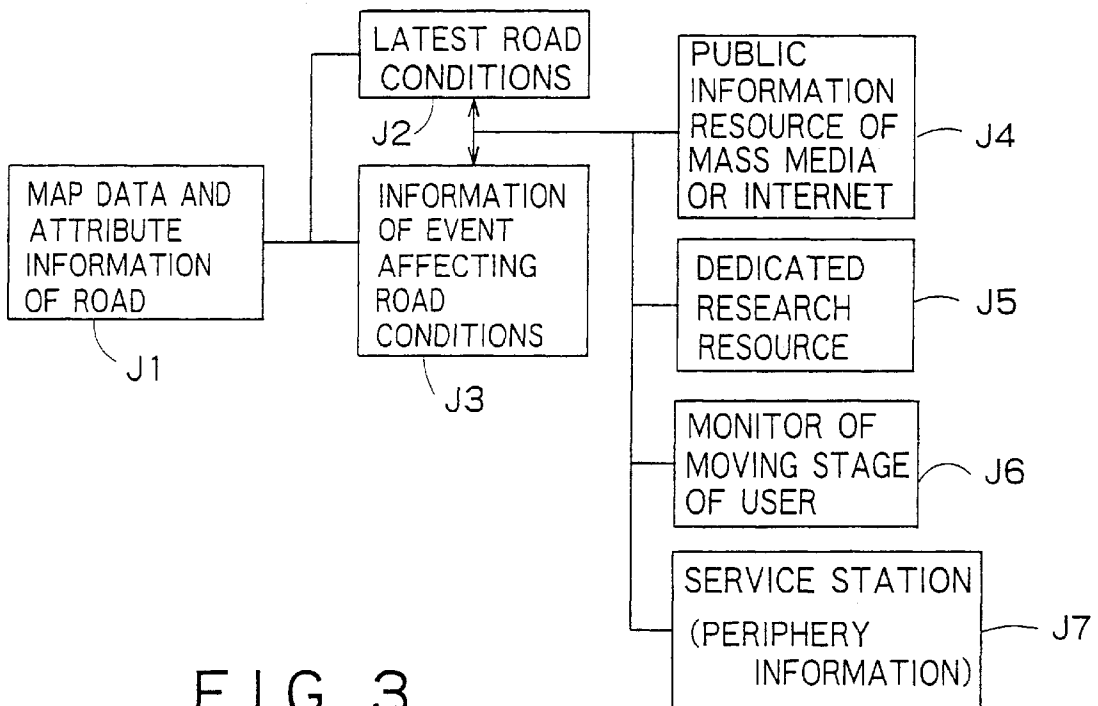 LATEST ROAD
CONDITIONS
J2
PUBLIC
INFORMATION
RESOURCE OF
MASS MEDIA
OR INTERNET
J4
MAP DATA AND
ATTRIBUTE
INFORMATION
OF ROAD
J1
INFORMATION
OF EVENT
AFFECTING
ROAD
CONDITIONS
J3
DEDICATED
RESEARCH
RESOURCE
J5
MONITOR OF
MOVING STAGE
OF USER
J6
SERVICE STATION
(PERIPHERY
INFORMATION)
J7
FIG. 3